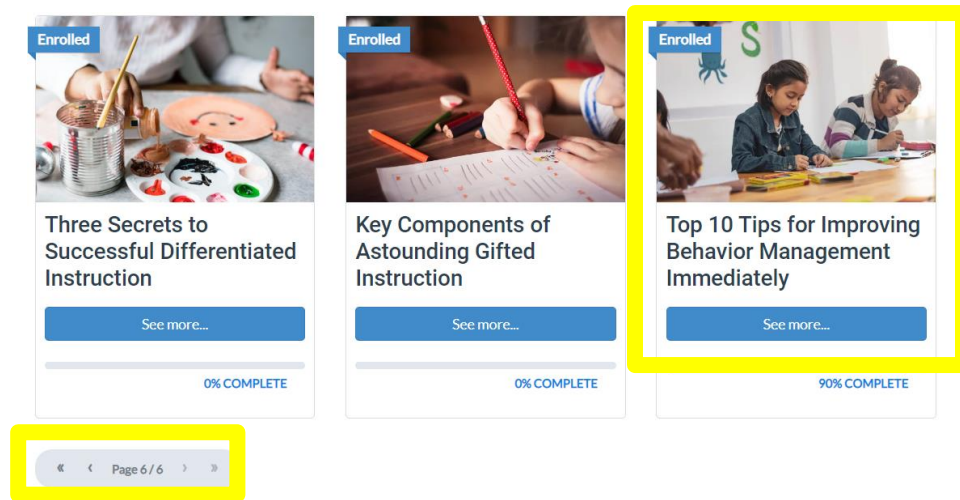 Enrolled
Three Secrets to
Successful Differentiated
Instruction
See more...
0% COMPLETE
Enrolled
Key Components of
Astounding Gifted
Instruction
See more...
0% COMPLETE
Enrolled
S
Top 10 Tips for Improving
Behavior Management
Immediately
See more...
90% COMPLETE
« ‹ Page 6 / 6 › »